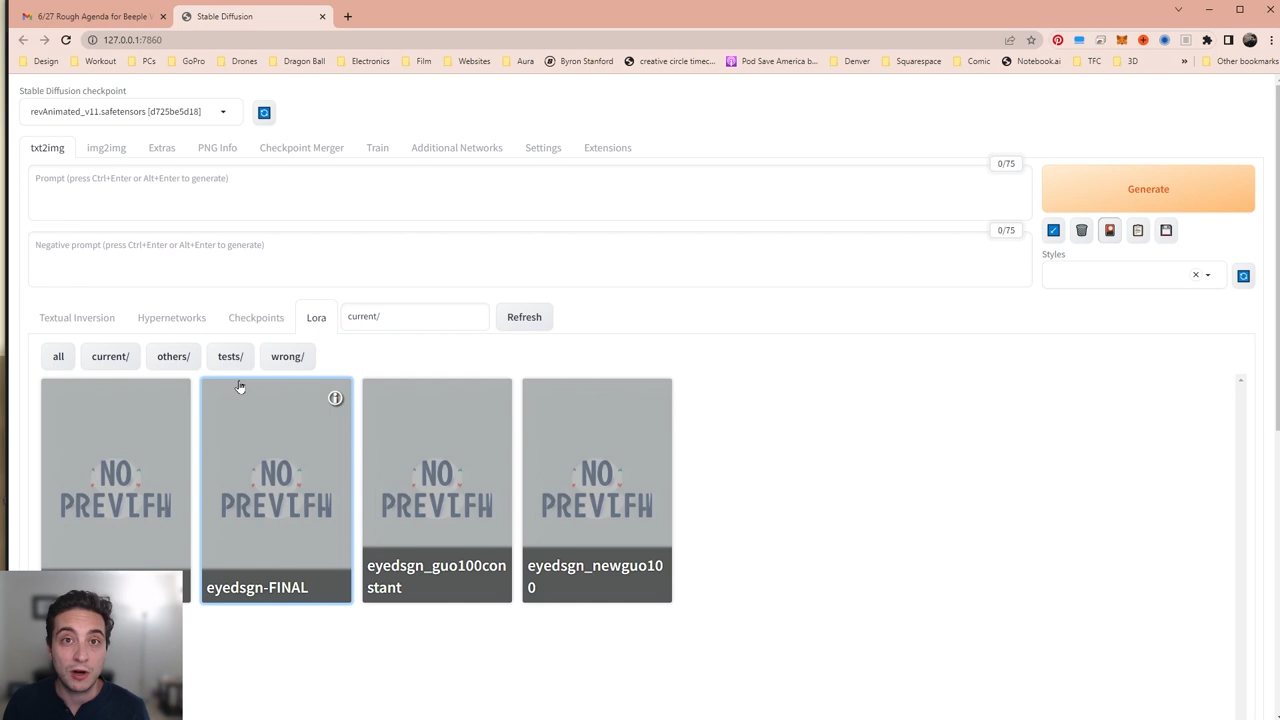 6/27 Rough Agenda for Beeple
Stable Diffusion
127.0.0.1:7860
Design Workout PCs GoPro Drones Dragon Ball Electronics Film Websites Aura Byron Stanford creative circle timec... Pod Save America b... Denver Squarespace Comic Notebook.ai TFC 3D » Other bookmarks
Stable Diffusion checkpoint
revAnimated_v11.safetensors [d725be5d18]
txt2img img2img Extras PNG Info Checkpoint Merger Train Additional Networks Settings Extensions
0/75
Prompt (press Ctrl+Enter or Alt+Enter to generate)
Generate
0/75
Negative prompt (press Ctrl+Enter or Alt+Enter to generate)
Styles
Textual Inversion Hypernetworks Checkpoints Lora current/ Refresh
all current/ others/ tests/ wrong/
NO
PREVIFH
NO
PREVIFH
NO
PREVIFH
NO
PREVIFH
eyedsgn-FINAL
eyedsgn_guo100con
stant
eyedsgn_newguo10
0